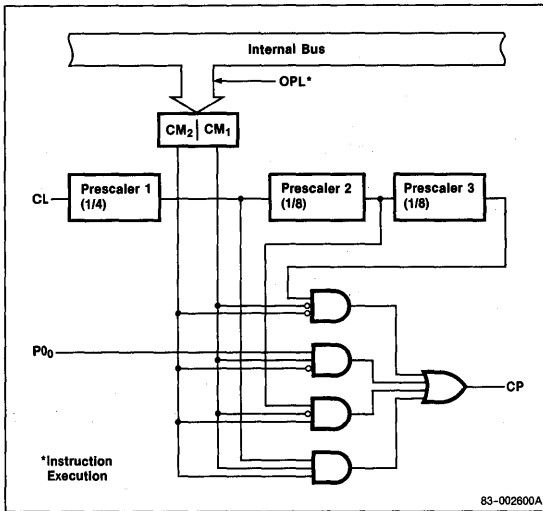 Internal Bus
OPL*
CM₂ CM₁
CL
Prescaler 1
(1/4)
Prescaler 2
(1/8)
Prescaler 3
(1/8)
P0₀
CP
*Instruction
Execution
83-002600A